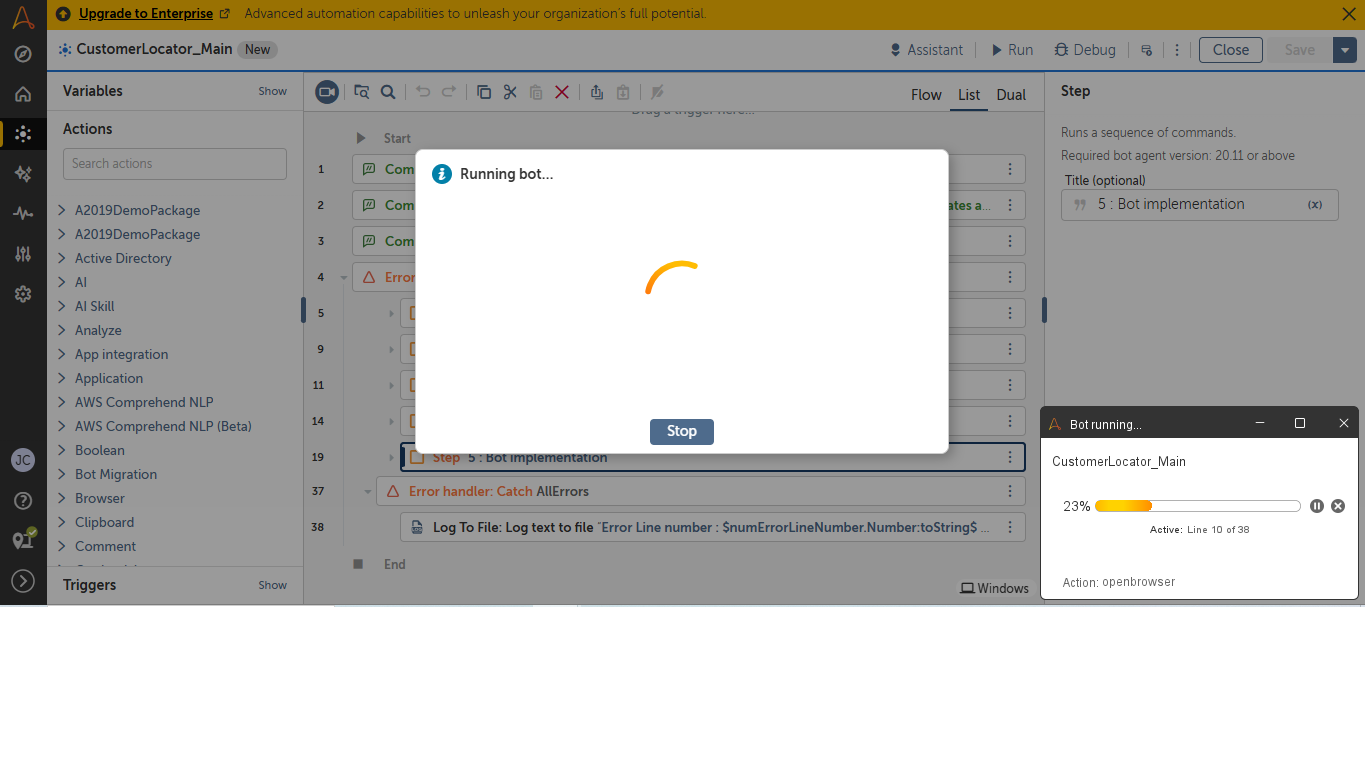 Upgrade to Enterprise Advanced automation capabilities to unleash your organization's full potential.
CustomerLocator_Main New
Assistant Run Debug Close Save
Variables Show
Flow List Dual
Step
Actions
Search actions
A2019DemoPackage
A2019DemoPackage
Active Directory
AI
AI Skill
Analyze
App integration
Application
AWS Comprehend NLP
AWS Comprehend NLP (Beta)
Boolean
Bot Migration
Browser
Clipboard
Comment
Triggers Show
JC
Drag a trigger here...
Start
1 Com
2 Com ates a...
3 Com
4 Error
5
9
11
14
19 Step 5 : Bot implementation
37 Error handler: Catch AllErrors
38 Log To File: Log text to file "Error Line number : $numErrorLineNumber.Number:toString$ ...
End
Windows
Running bot...
Stop
Runs a sequence of commands.
Required bot agent version: 20.11 or above
Title (optional)
5 : Bot implementation (x)
Bot running...
CustomerLocator_Main
23%
Active: Line 10 of 38
Action: openbrowser